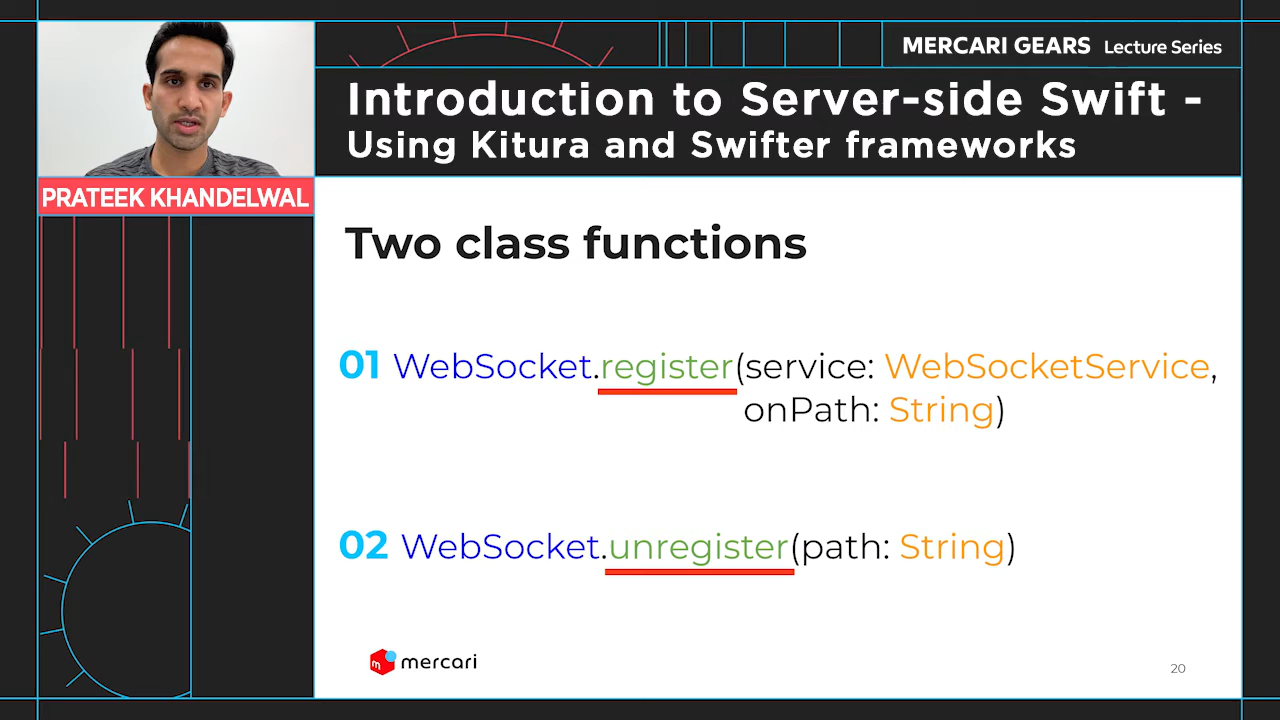 MERCARI GEARS Lecture Series
Introduction to Server-side Swift -
Using Kitura and Swifter frameworks
PRATEEK KHANDELWAL
Two class functions
01 WebSocket.register(service: WebSocketService,
onPath: String)
02 WebSocket.unregister(path: String)
m mercari
20